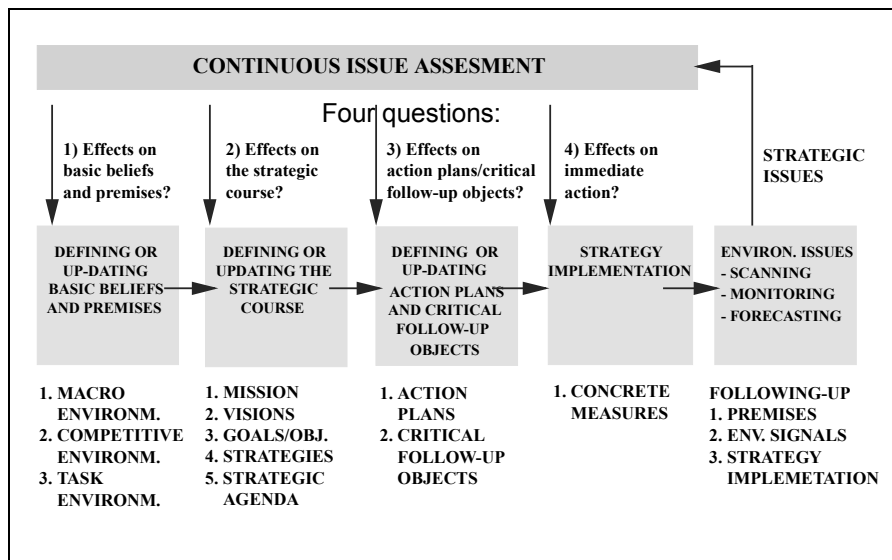 CONTINUOUS ISSUE ASSESMENT
Four questions:
1) Effects on
basic beliefs
and premises?
2) Effects on
the strategic
course?
3) Effects on
action plans/critical
follow-up objects?
4) Effects on
immediate
action?
STRATEGIC
ISSUES
DEFINING OR
UP-DATING
BASIC BELIEFS
AND PREMISES
DEFINING OR
UPDATING THE
STRATEGIC
COURSE
DEFINING OR
UP-DATING
ACTION PLANS
AND CRITICAL
FOLLOW-UP
OBJECTS
STRATEGY
IMPLEMENTATION
ENVIRON. ISSUES
- SCANNING
- MONITORING
- FORECASTING
1. MACRO
ENVIRONM.
2. COMPETITIVE
ENVIRONM.
3. TASK
ENVIRONM.
1. MISSION
2. VISIONS
3. GOALS/OBJ.
4. STRATEGIES
5. STRATEGIC
AGENDA
1. ACTION
PLANS
2. CRITICAL
FOLLOW-UP
OBJECTS
1. CONCRETE
MEASURES
FOLLOWING-UP
1. PREMISES
2. ENV. SIGNALS
3. STRATEGY
IMPLEMETATION